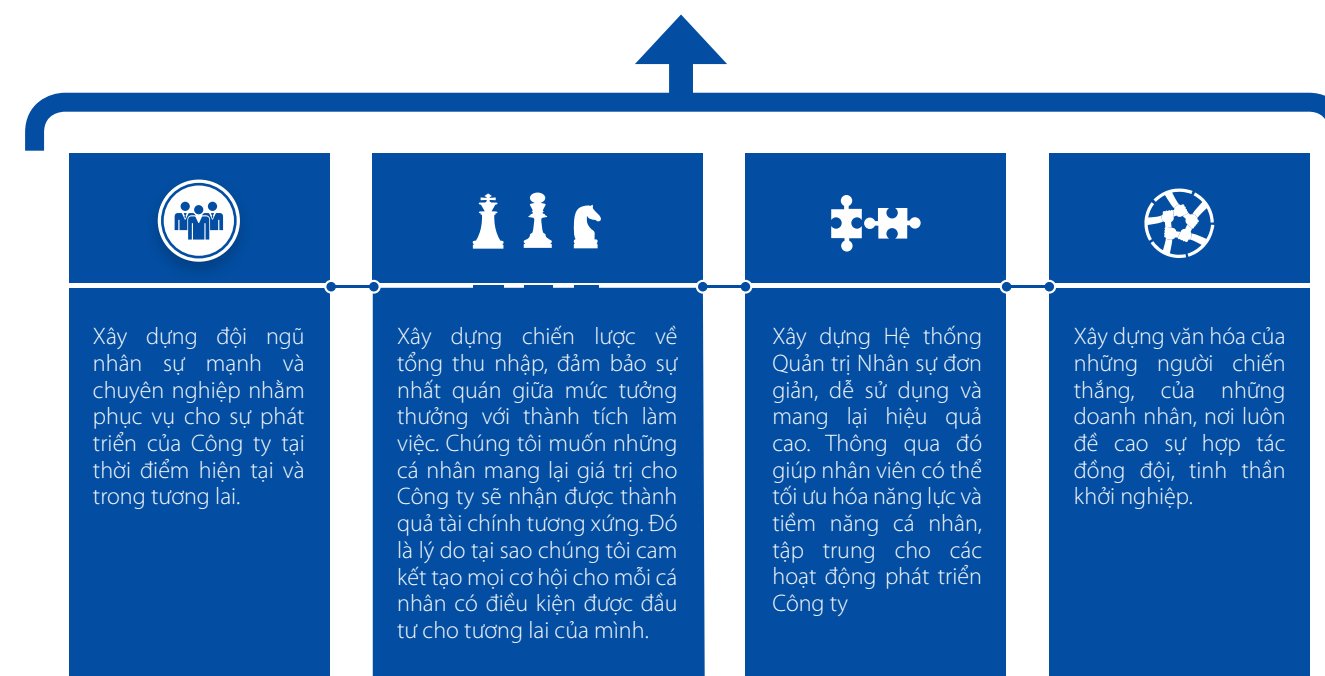 Xây dựng đội ngũ
nhân sự mạnh và
chuyên nghiệp nhằm
phục vụ cho sự phát
triển của Công ty tại
thời điểm hiện tại và
trong tương lai.
Xây dựng chiến lược về
tổng thu nhập, đảm bảo sự
nhất quán giữa mức tưởng
thưởng với thành tích làm
việc. Chúng tôi muốn những
cá nhân mang lại giá trị cho
Công ty sẽ nhận được thành
quả tài chính tương xứng. Đó
là lý do tại sao chúng tôi cam
kết tạo mọi cơ hội cho mỗi cá
nhân có điều kiện được đầu
tư cho tương lai của mình.
Xây dựng Hệ thống
Quản trị Nhân sự đơn
giản, dễ sử dụng và
mang lại hiệu quả
cao. Thông qua đó
giúp nhân viên có thể
tối ưu hóa năng lực và
tiềm năng cá nhân,
tập trung cho các
hoạt động phát triển
Công ty
Xây dựng văn hóa của
những người chiến
thắng, của những
doanh nhân, nơi luôn
đề cao sự hợp tác
đồng đội, tinh thần
khởi nghiệp.